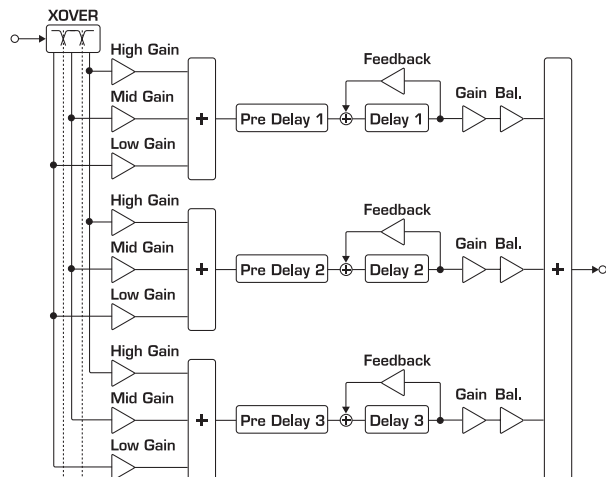 XOVER
High Gain
Mid Gain
Low Gain
+
Pre Delay 1
Feedback
+
Delay 1
Gain
Bal.
High Gain
Mid Gain
Low Gain
+
Pre Delay 2
Feedback
+
Delay 2
Gain
Bal.
+
High Gain
Mid Gain
Low Gain
+
Pre Delay 3
Feedback
+
Delay 3
Gain
Bal.